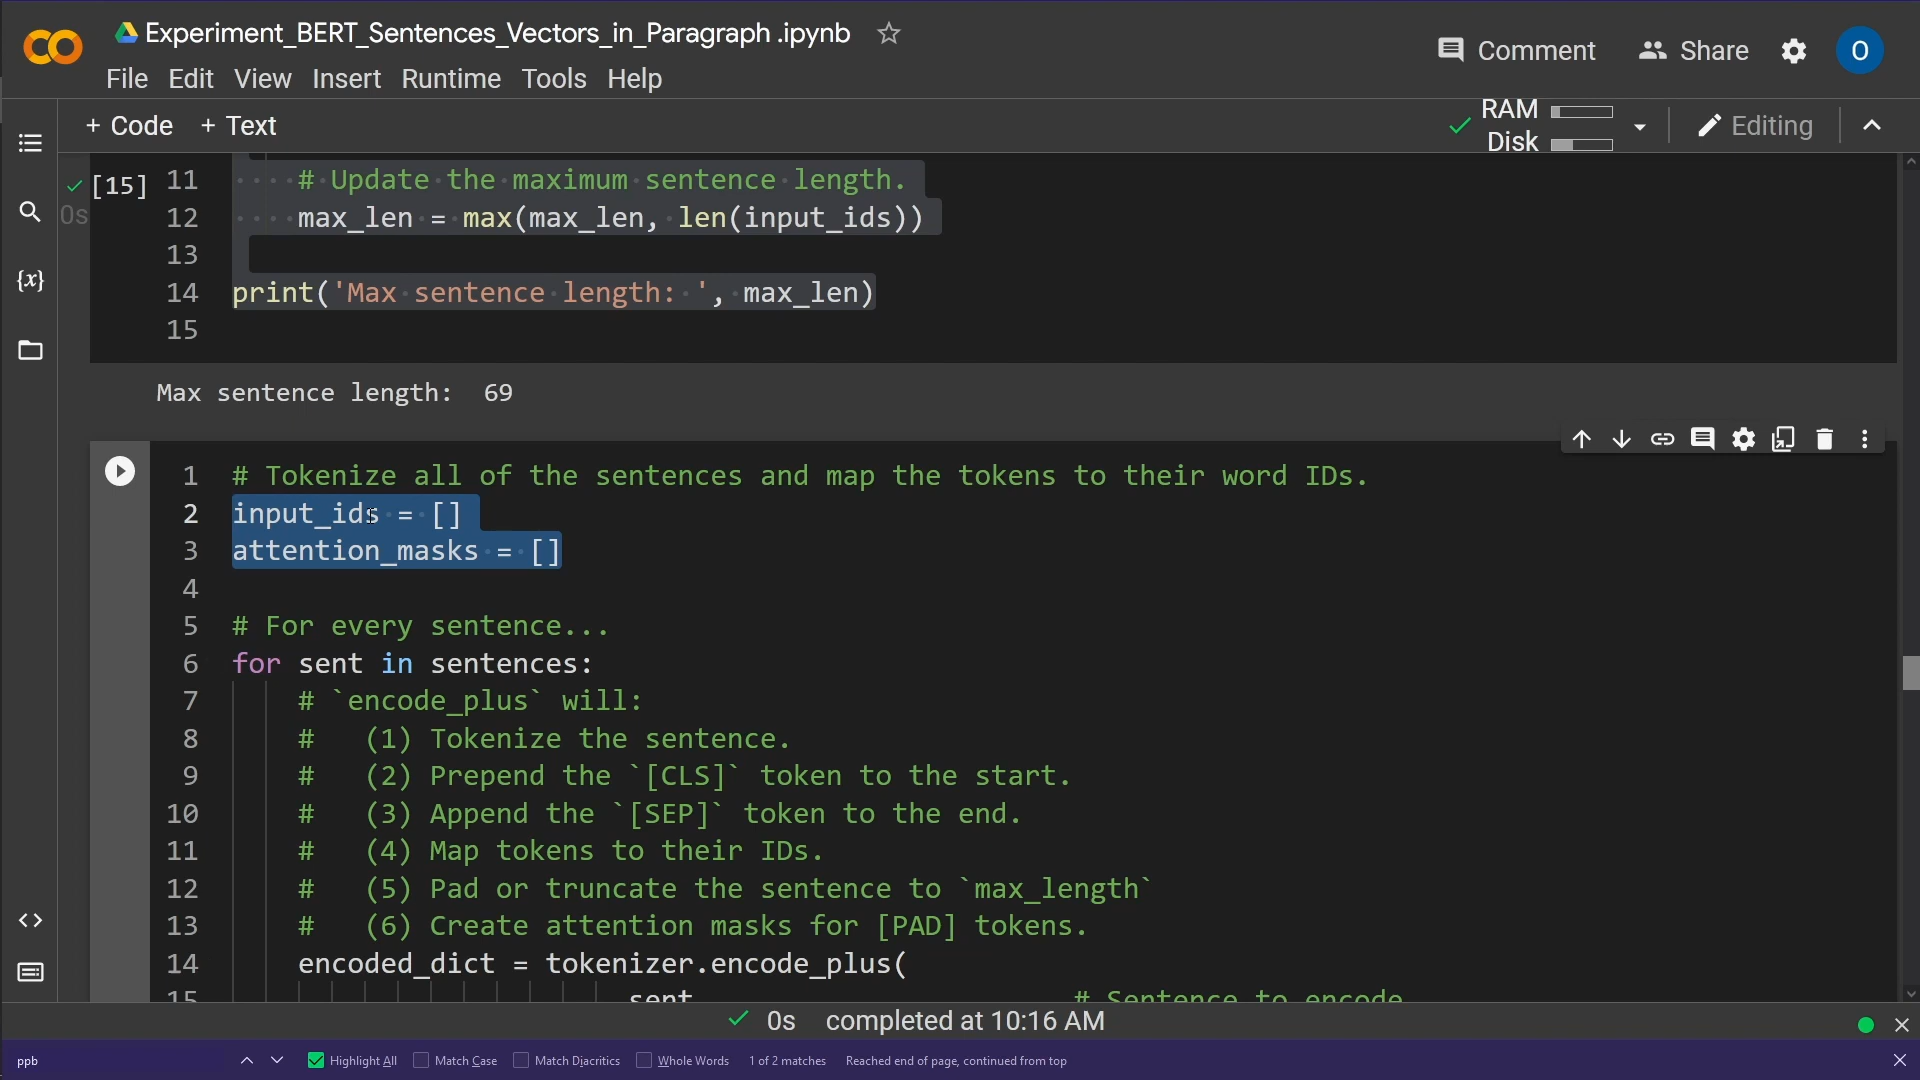 Experiment_BERT_Sentences_Vectors_in_Paragraph .ipynb
File Edit View Insert Runtime Tools Help
Comment Share O
+ Code + Text
RAM
Disk
Editing
[15]
0s
11 # Update the maximum sentence length.
12 max_len = max(max_len, len(input_ids))
13
14 print('Max sentence length: ', max_len)
15
Max sentence length: 69
1 # Tokenize all of the sentences and map the tokens to their word IDs.
2 input_ids = []
3 attention_masks = []
4
5 # For every sentence...
6 for sent in sentences:
7 # `encode_plus` will:
8 # (1) Tokenize the sentence.
9 # (2) Prepend the `[CLS]` token to the start.
10 # (3) Append the `[SEP]` token to the end.
11 # (4) Map tokens to their IDs.
12 # (5) Pad or truncate the sentence to `max_length`
13 # (6) Create attention masks for [PAD] tokens.
14 encoded_dict = tokenizer.encode_plus(
15 sent # Sentence to encode
0s completed at 10:16 AM
ppb Highlight All Match Case Match Diacritics Whole Words 1 of 2 matches Reached end of page, continued from top